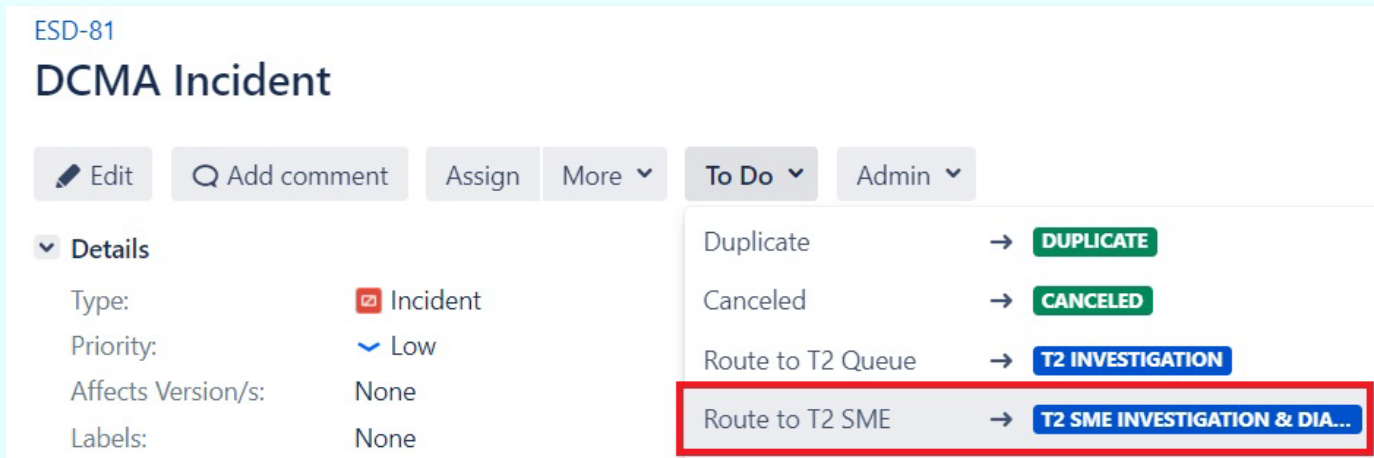 ESD-81
DCMA Incident
Edit Add comment Assign More To Do Admin
Details
Type: Incident
Priority: Low
Affects Version/s: None
Labels: None
Duplicate → DUPLICATE
Canceled → CANCELED
Route to T2 Queue → T2 INVESTIGATION
Route to T2 SME → T2 SME INVESTIGATION & DIA...